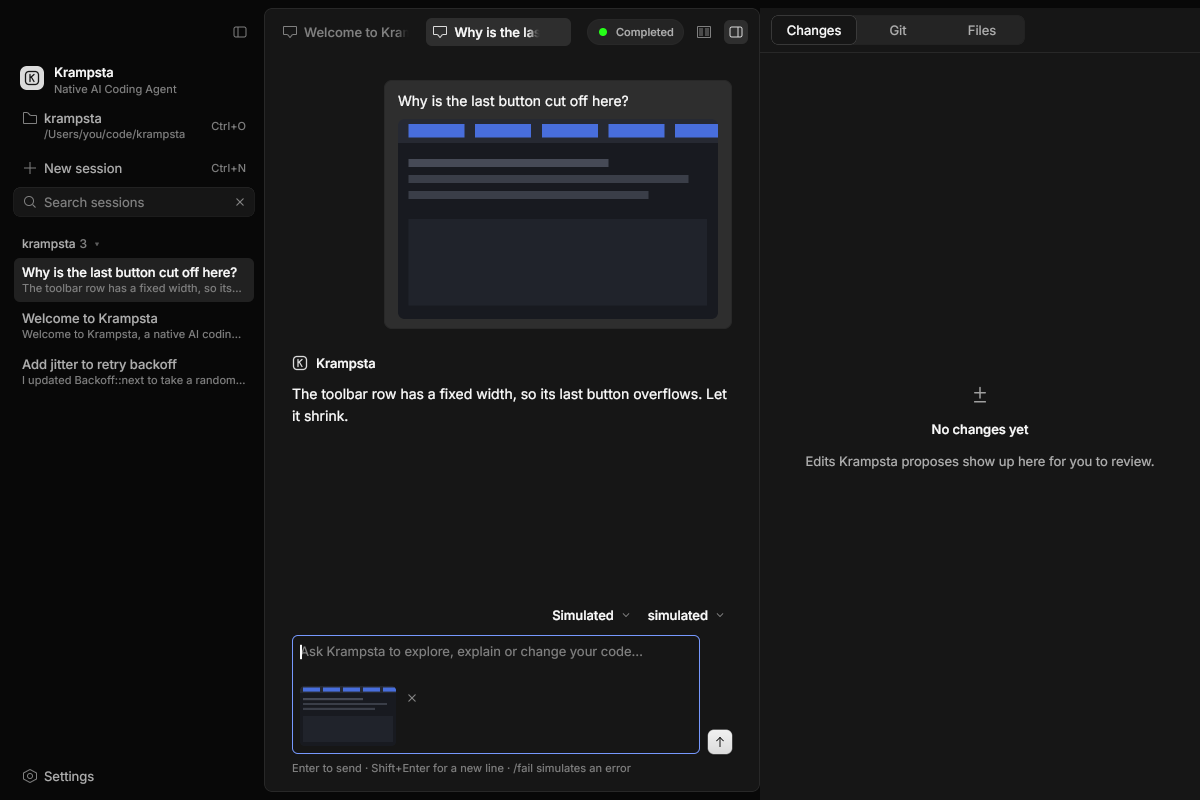 Krampsta
Native AI Coding Agent
krampsta
/Users/you/code/krampsta
Ctrl+O
New session
Ctrl+N
Search sessions
krampsta 3
Why is the last button cut off here?
The toolbar row has a fixed width, so its...
Welcome to Krampsta
Welcome to Krampsta, a native AI codin...
Add jitter to retry backoff
I updated Backoff::next to take a random...
Settings
Welcome to Kra
Why is the la
Completed
Why is the last button cut off here?
Krampsta
The toolbar row has a fixed width, so its last button overflows. Let
it shrink.
Simulated
simulated
Ask Krampsta to explore, explain or change your code...
Enter to send · Shift+Enter for a new line · /fail simulates an error
Changes
Git
Files
No changes yet
Edits Krampsta proposes show up here for you to review.